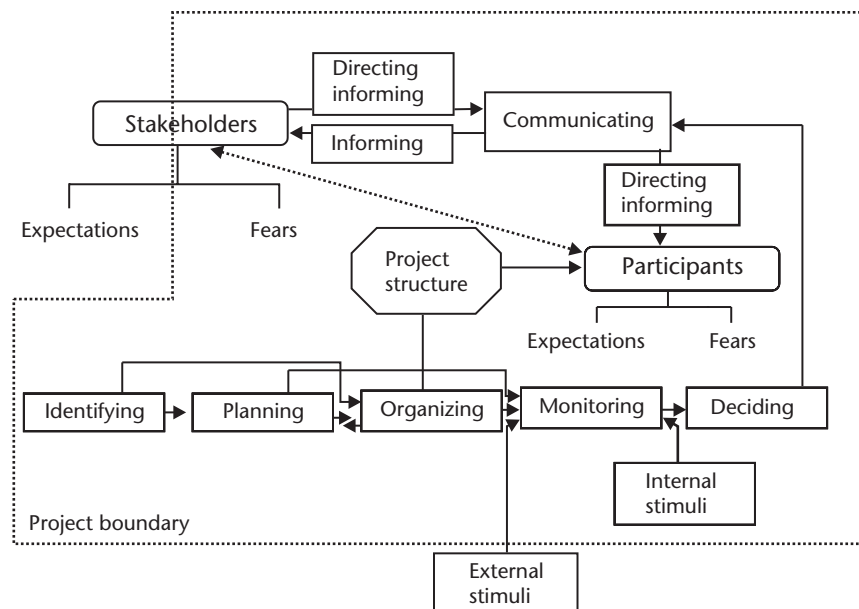 Directing
informing
Stakeholders
Communicating
Informing
Directing
informing
Expectations
Fears
Project
structure
Participants
Expectations
Fears
Identifying
Planning
Organizing
Monitoring
Deciding
Internal
stimuli
Project boundary
External
stimuli